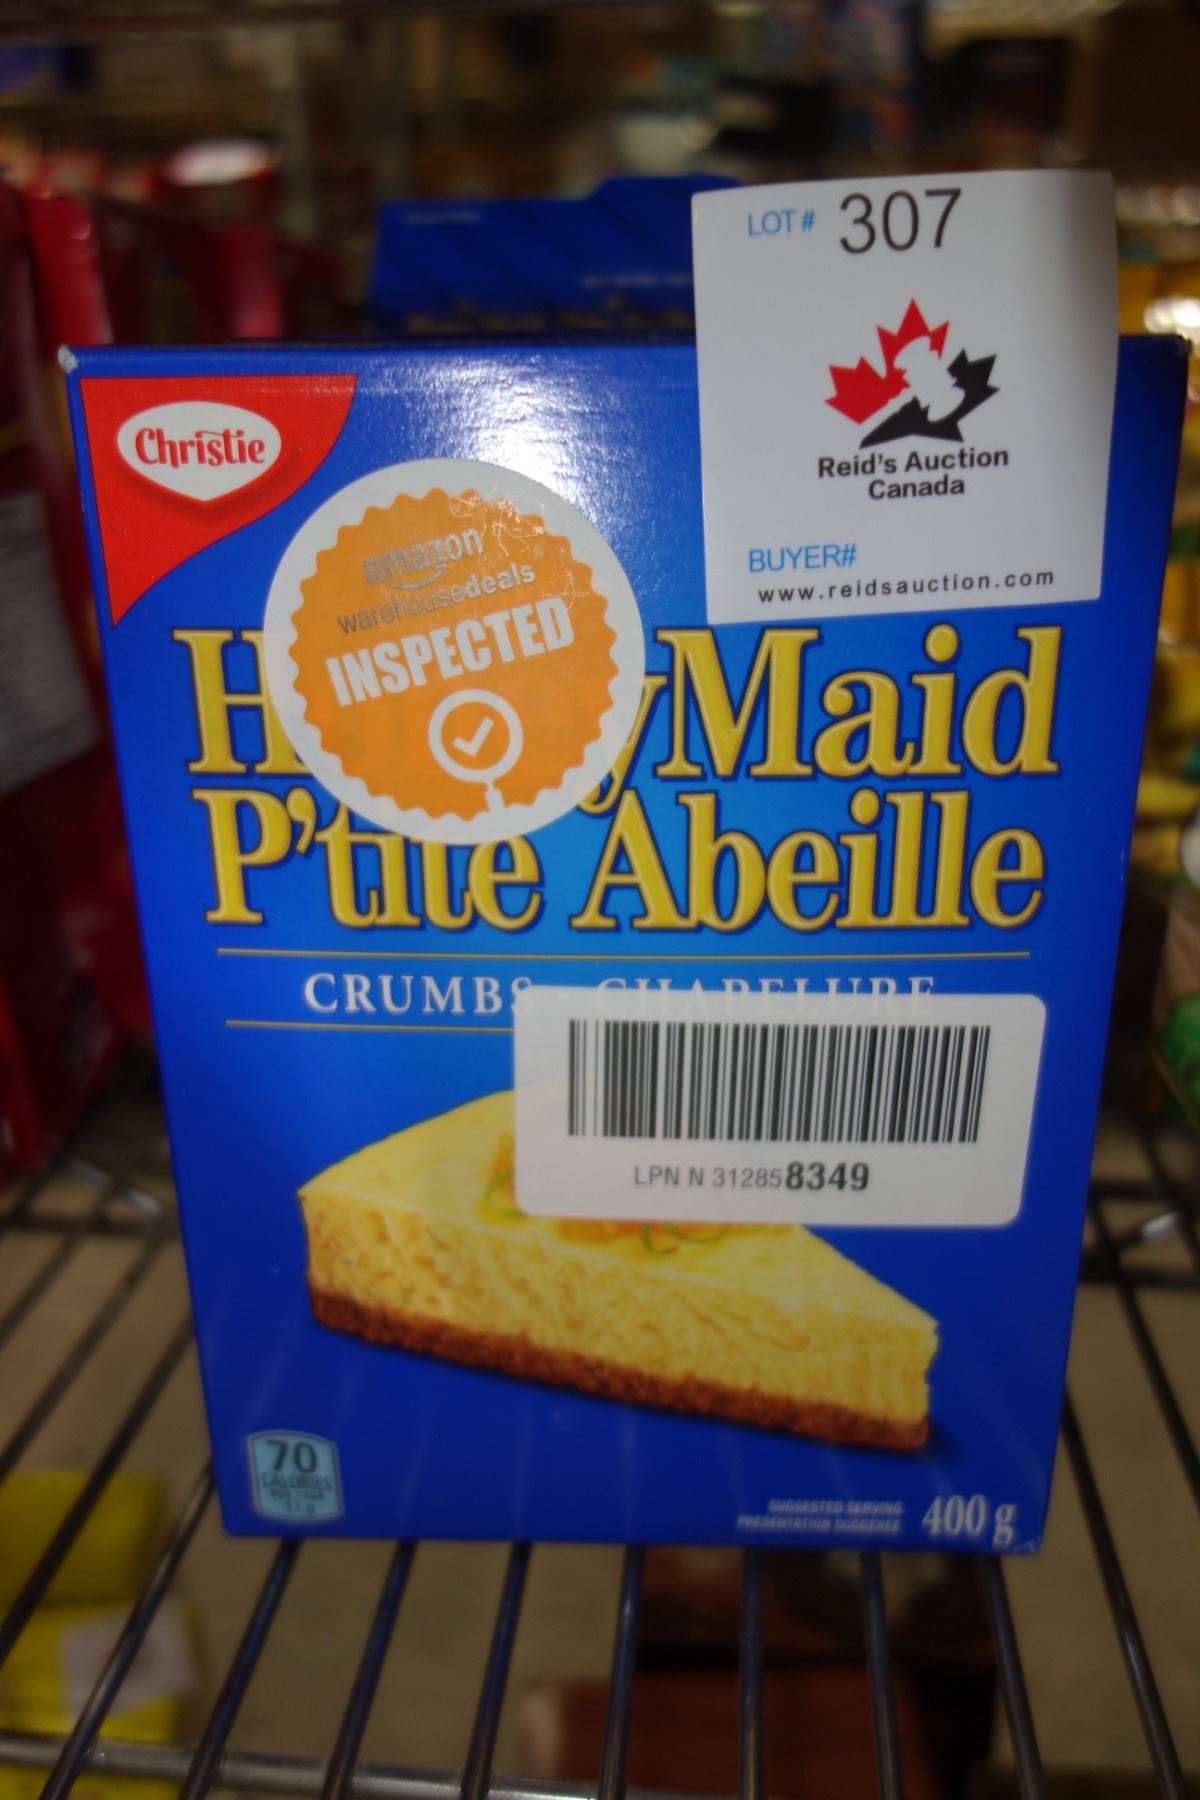 LOT # 307
Reid's Auction
Canada
BUYER#
www.reidsauction.com
Christie
amazon
warehousedeals
INSPECTED
Maid
P'tite Abeille
CRUMBS · CHAPELURE
LPN N 312858349
70
CALORIES
SUGGESTED SERVING
PRÉSENTATION SUGGÉRÉE
400 g